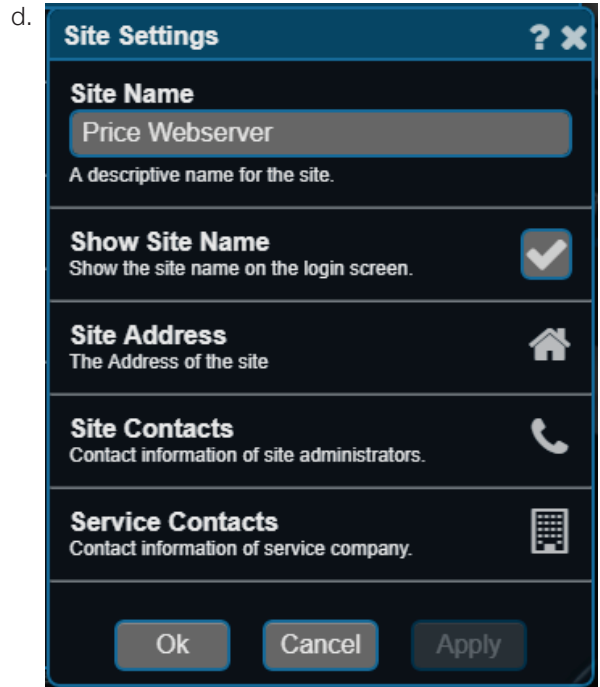 d.
Site Settings ?
Site Name
Price Webserver
A descriptive name for the site.
Show Site Name
Show the site name on the login screen.
Site Address
The Address of the site
Site Contacts
Contact information of site administrators.
Service Contacts
Contact information of service company.
Ok Cancel Apply